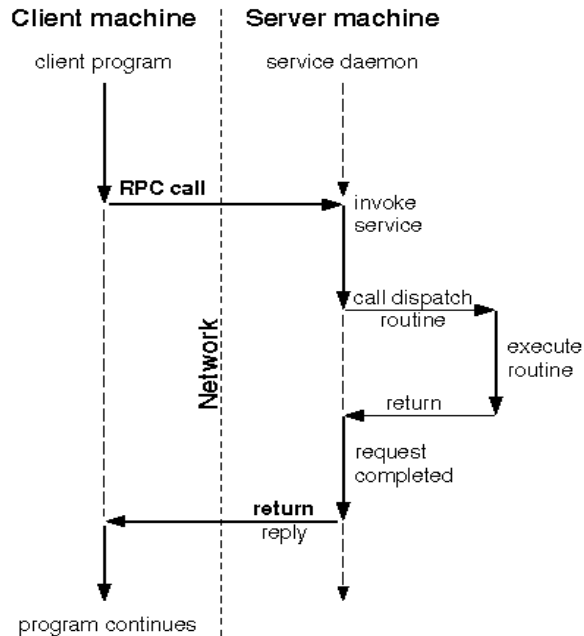 Client machine
Server machine
client program
service daemon
RPC call
invoke
service
call dispatch
routine
Network
execute
routine
return
request
completed
return
reply
program continues